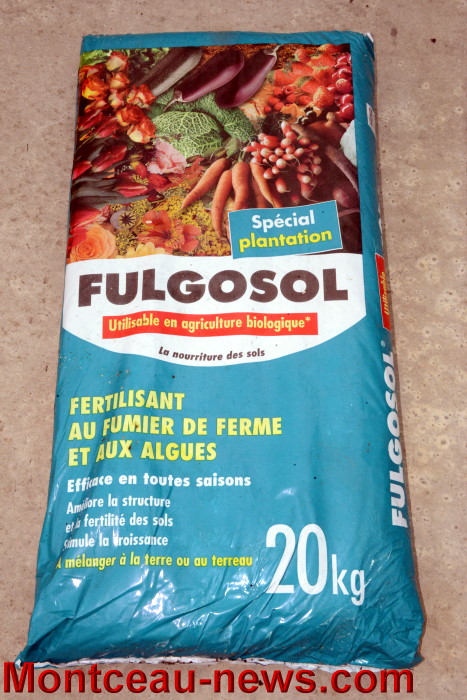 Spécial
plantation
FULGOSOL
Utilisable en agriculture biologique*
La nourriture des sols
FERTILISANT
AU FUMIER DE FERME
ET AUX ALGUES
Efficace en toutes saisons
Améliore la structure
et la fertilité des sols
Stimule la croissance
A mélanger à la terre ou au terreau
20kg
Utilisable
FULGOSOL
Montceau-news.com